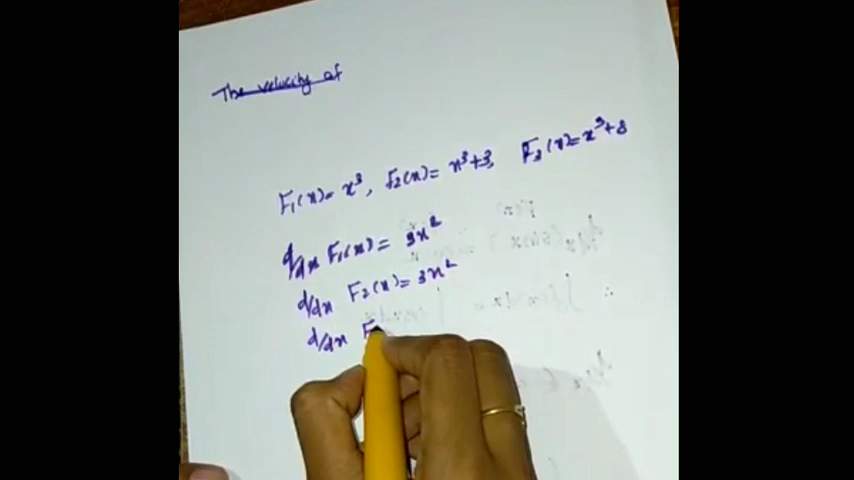 The velocity of
F₁(x) = x³, F₂(x) = x³+3, F₃(x) = x³+8
d/dx F₁(x) = 3x²
d/dx F₂(x) = 3x²
d/dx F